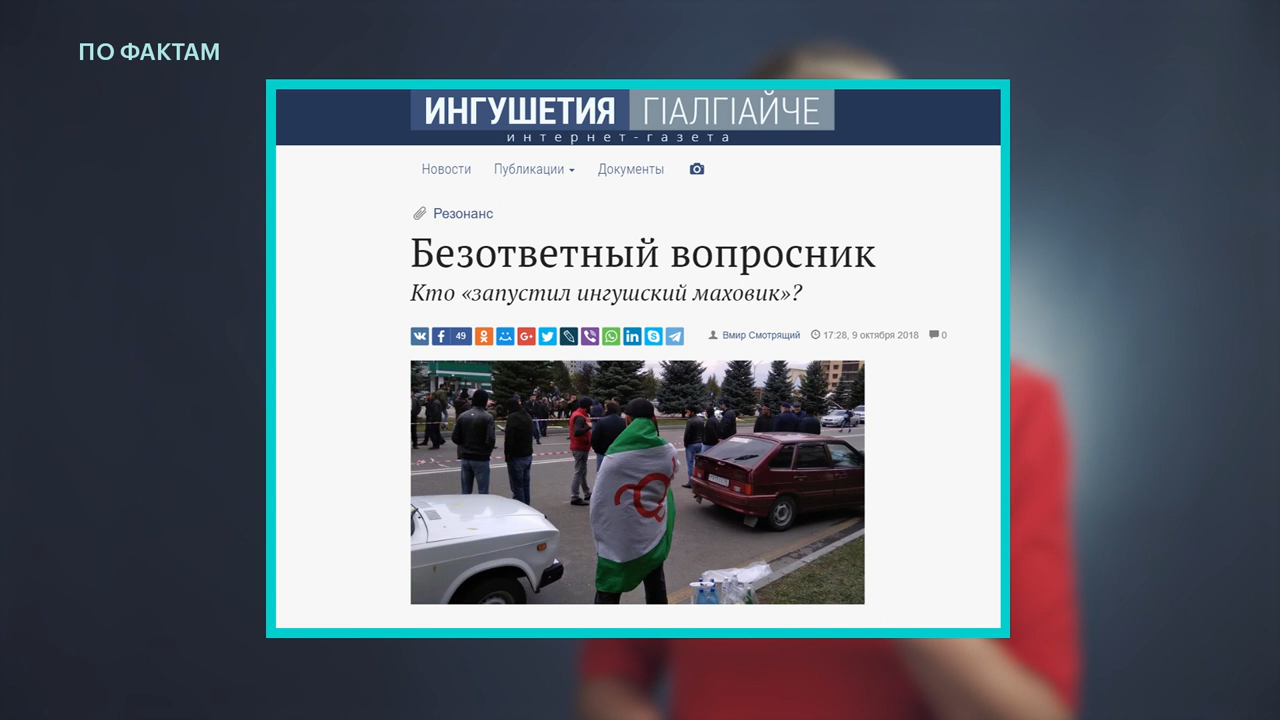 ПО ФАКТАМ
ИНГУШЕТИЯ ГIАЛГIАЙЧЕ
интернет-газета
Новости Публикации Документы
Резонанс
Безответный вопросник
Кто «запустил ингушский маховик»?
49 Вмир Смотрящий 17:28, 9 октября 2018 0